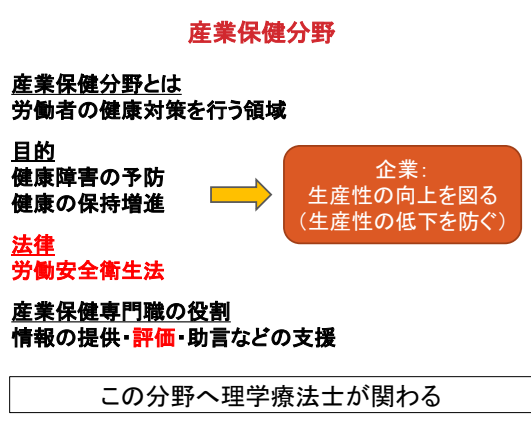 産業保健分野
産業保健分野とは
労働者の健康対策を行う領域
目的
健康障害の予防
健康の保持増進
企業：
生産性の向上を図る
（生産性の低下を防ぐ）
法律
労働安全衛生法
産業保健専門職の役割
情報の提供・評価・助言などの支援
この分野へ理学療法士が関わる